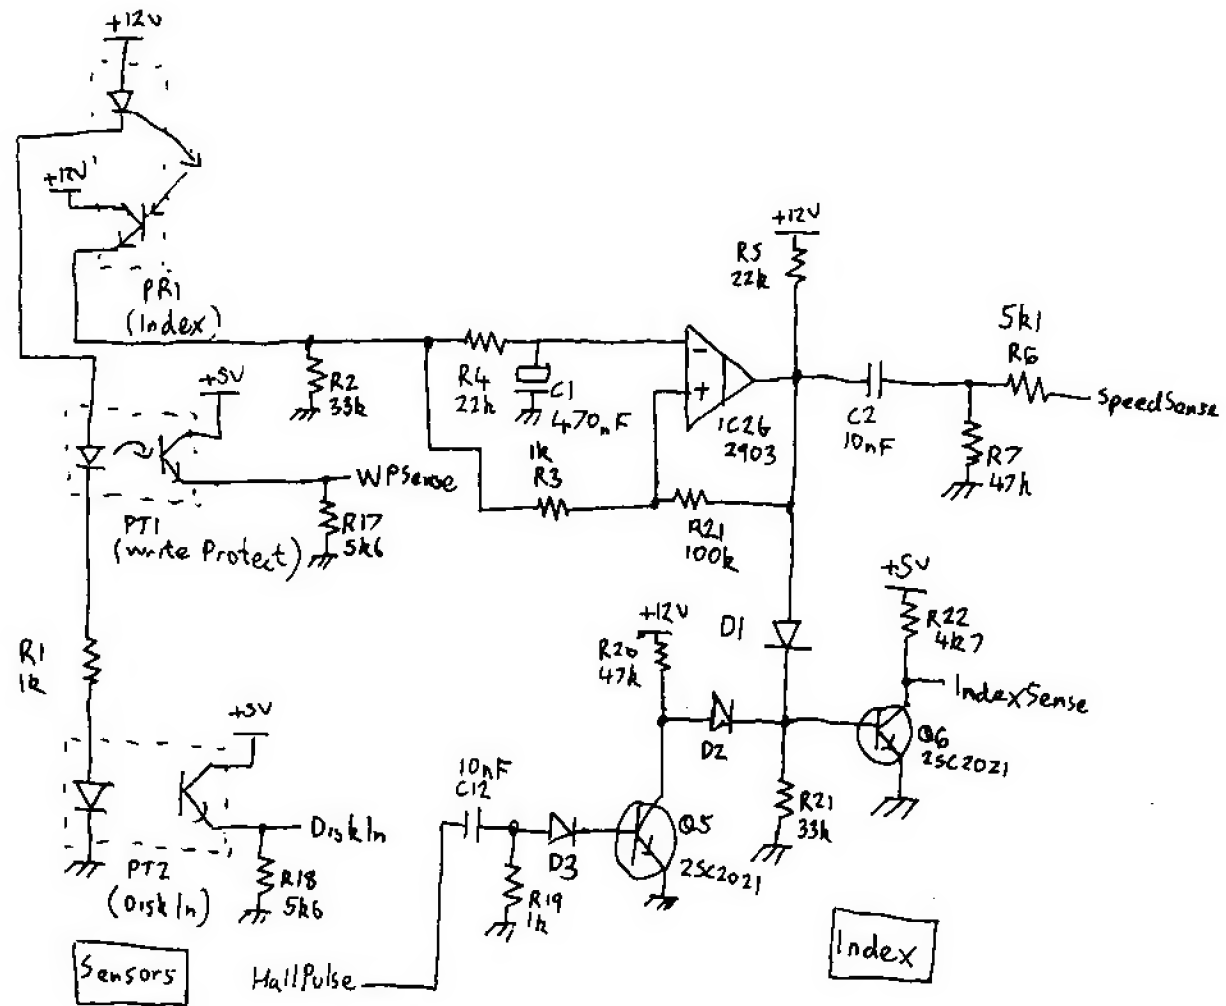 +12V
+12V'
PR1
(Index)
+12V
R5
22k
R2
33k
R4
22k
C1
470nF
-
+
IC2G
2903
C2
10nF
5k1
R6
SpeedSense
R7
47k
1k
R3
R21
100k
+5V
WPSense
R17
5k6
PT1
(Write Protect)
R1
1k
+12V
R20
47k
D1
+5V
R22
4k7
IndexSense
D2
Q6
2SC2021
R21
33k
+5V
DiskIn
R18
5k6
PT2
(Disk In)
10nF
C12
D3
R19
1k
Q5
2SC2021
HallPulse
Sensors
Index